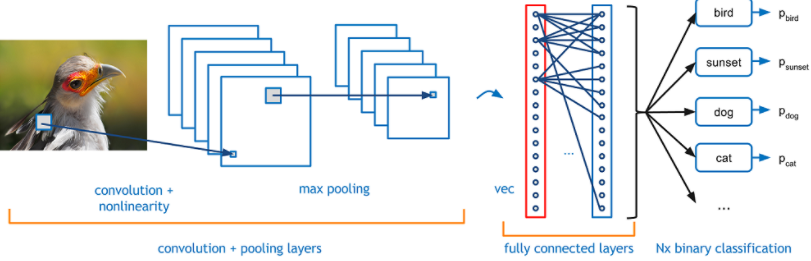 bird
p_bird
sunset
p_sunset
dog
p_dog
cat
p_cat
...
...
convolution +
nonlinearity
max pooling
vec
convolution + pooling layers
fully connected layers
Nx binary classification